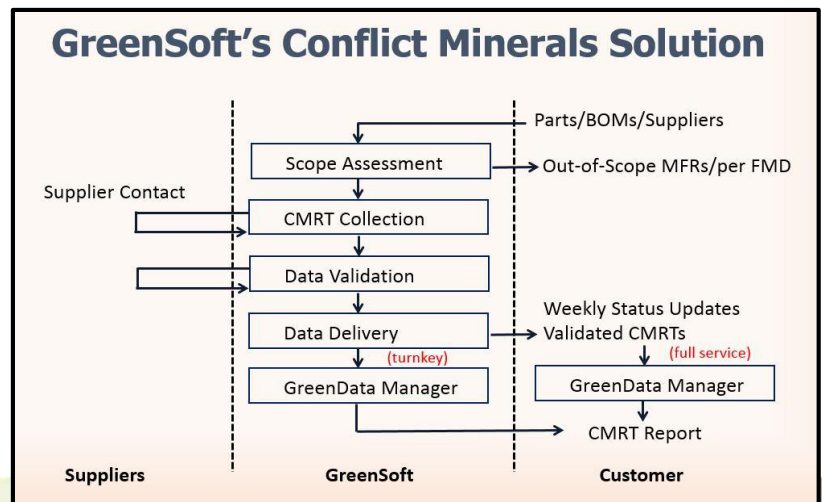 GreenSoft's Conflict Minerals Solution
Parts/BOMs/Suppliers
Scope Assessment
Out-of-Scope MFRs/per FMD
Supplier Contact
CMRT Collection
Data Validation
Weekly Status Updates
Data Delivery
Validated CMRTs
(turnkey)
(full service)
GreenData Manager
GreenData Manager
CMRT Report
Suppliers
GreenSoft
Customer